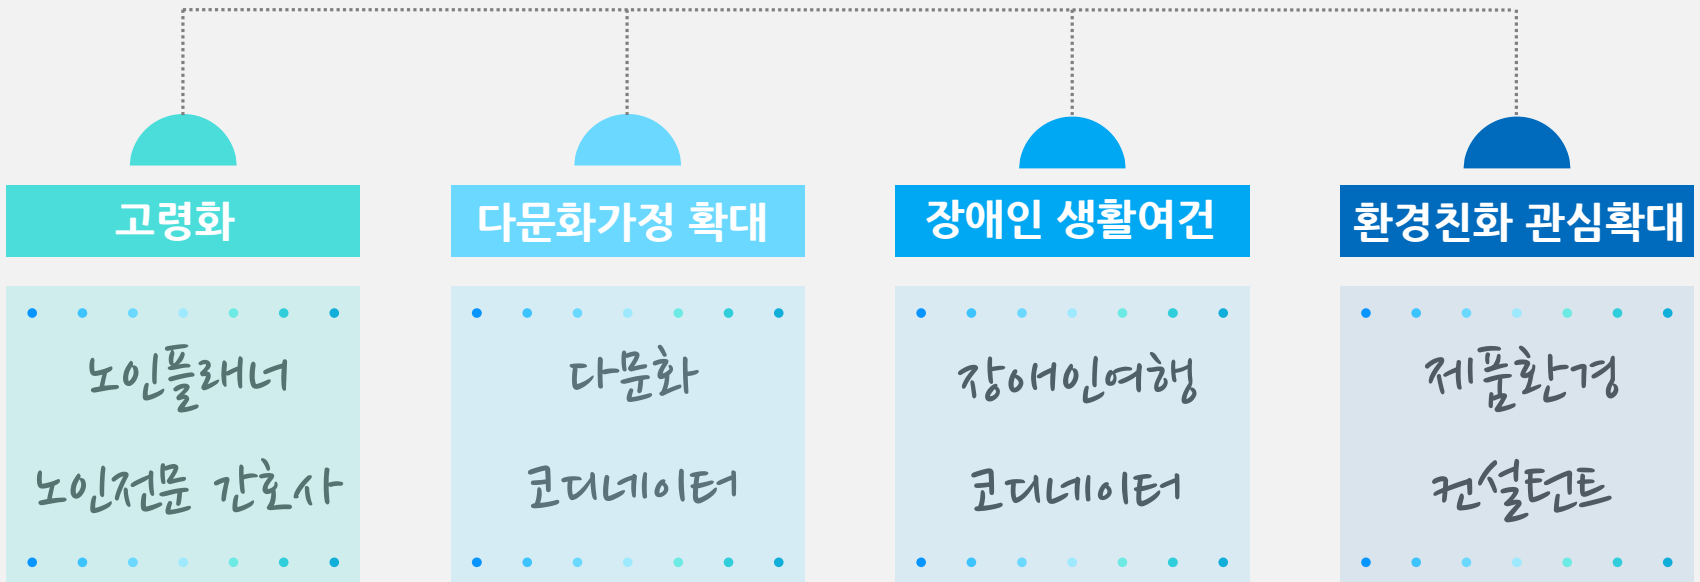 고령화
노인플래너
노인전문 간호사
다문화가정 확대
다문화
코디네이터
장애인 생활여건
장애인여행
코디네이터
환경친화 관심확대
제품환경
컨설턴트